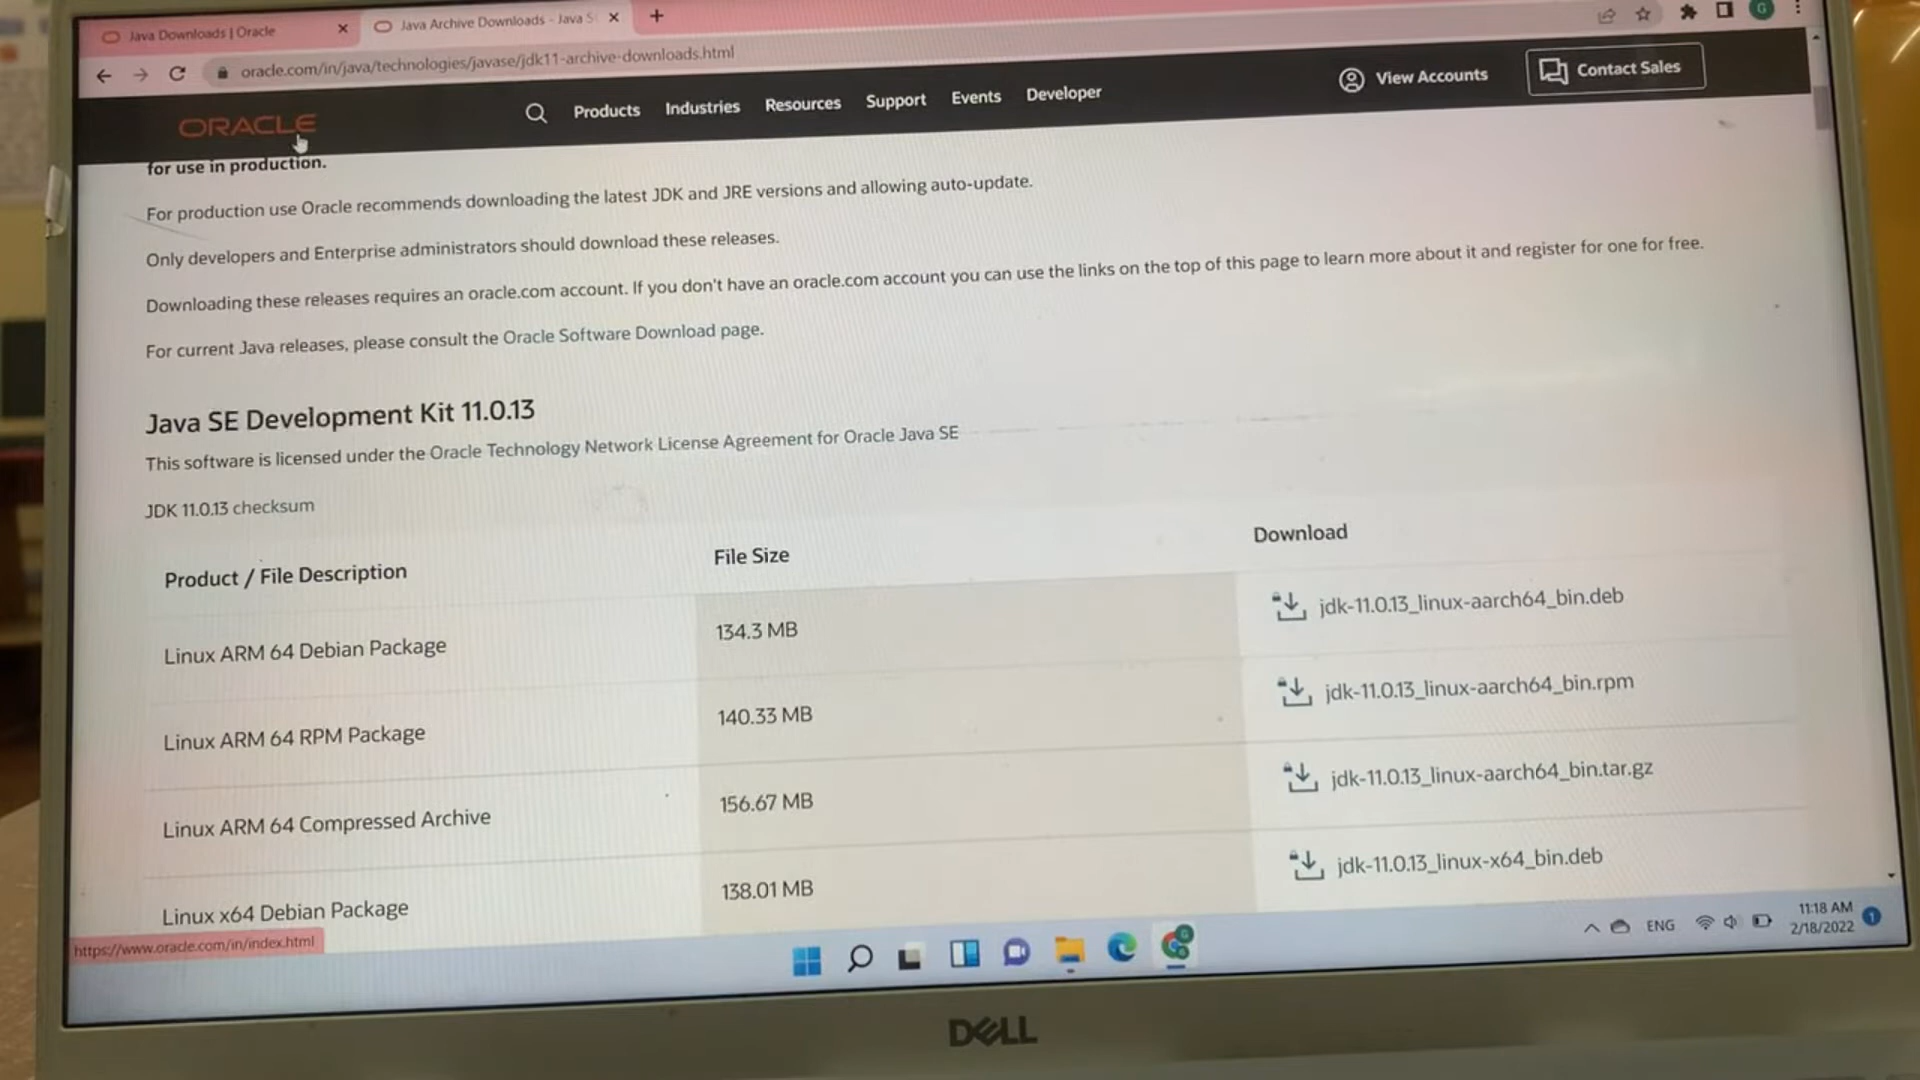 Java Downloads | Oracle
Java Archive Downloads - Java S
oracle.com/in/java/technologies/javase/jdk11-archive-downloads.html
G
ORACLE
Products Industries Resources Support Events Developer
View Accounts
Contact Sales
for use in production.
For production use Oracle recommends downloading the latest JDK and JRE versions and allowing auto-update.
Only developers and Enterprise administrators should download these releases.
Downloading these releases requires an oracle.com account. If you don't have an oracle.com account you can use the links on the top of this page to learn more about it and register for one for free.
For current Java releases, please consult the Oracle Software Download page.
Java SE Development Kit 11.0.13
This software is licensed under the Oracle Technology Network License Agreement for Oracle Java SE
JDK 11.0.13 checksum
Product / File Description File Size Download
Linux ARM 64 Debian Package 134.3 MB jdk-11.0.13_linux-aarch64_bin.deb
Linux ARM 64 RPM Package 140.33 MB jdk-11.0.13_linux-aarch64_bin.rpm
Linux ARM 64 Compressed Archive 156.67 MB jdk-11.0.13_linux-aarch64_bin.tar.gz
Linux x64 Debian Package 138.01 MB jdk-11.0.13_linux-x64_bin.deb
https://www.oracle.com/in/index.html
ENG
11:18 AM
2/18/2022
1
DELL